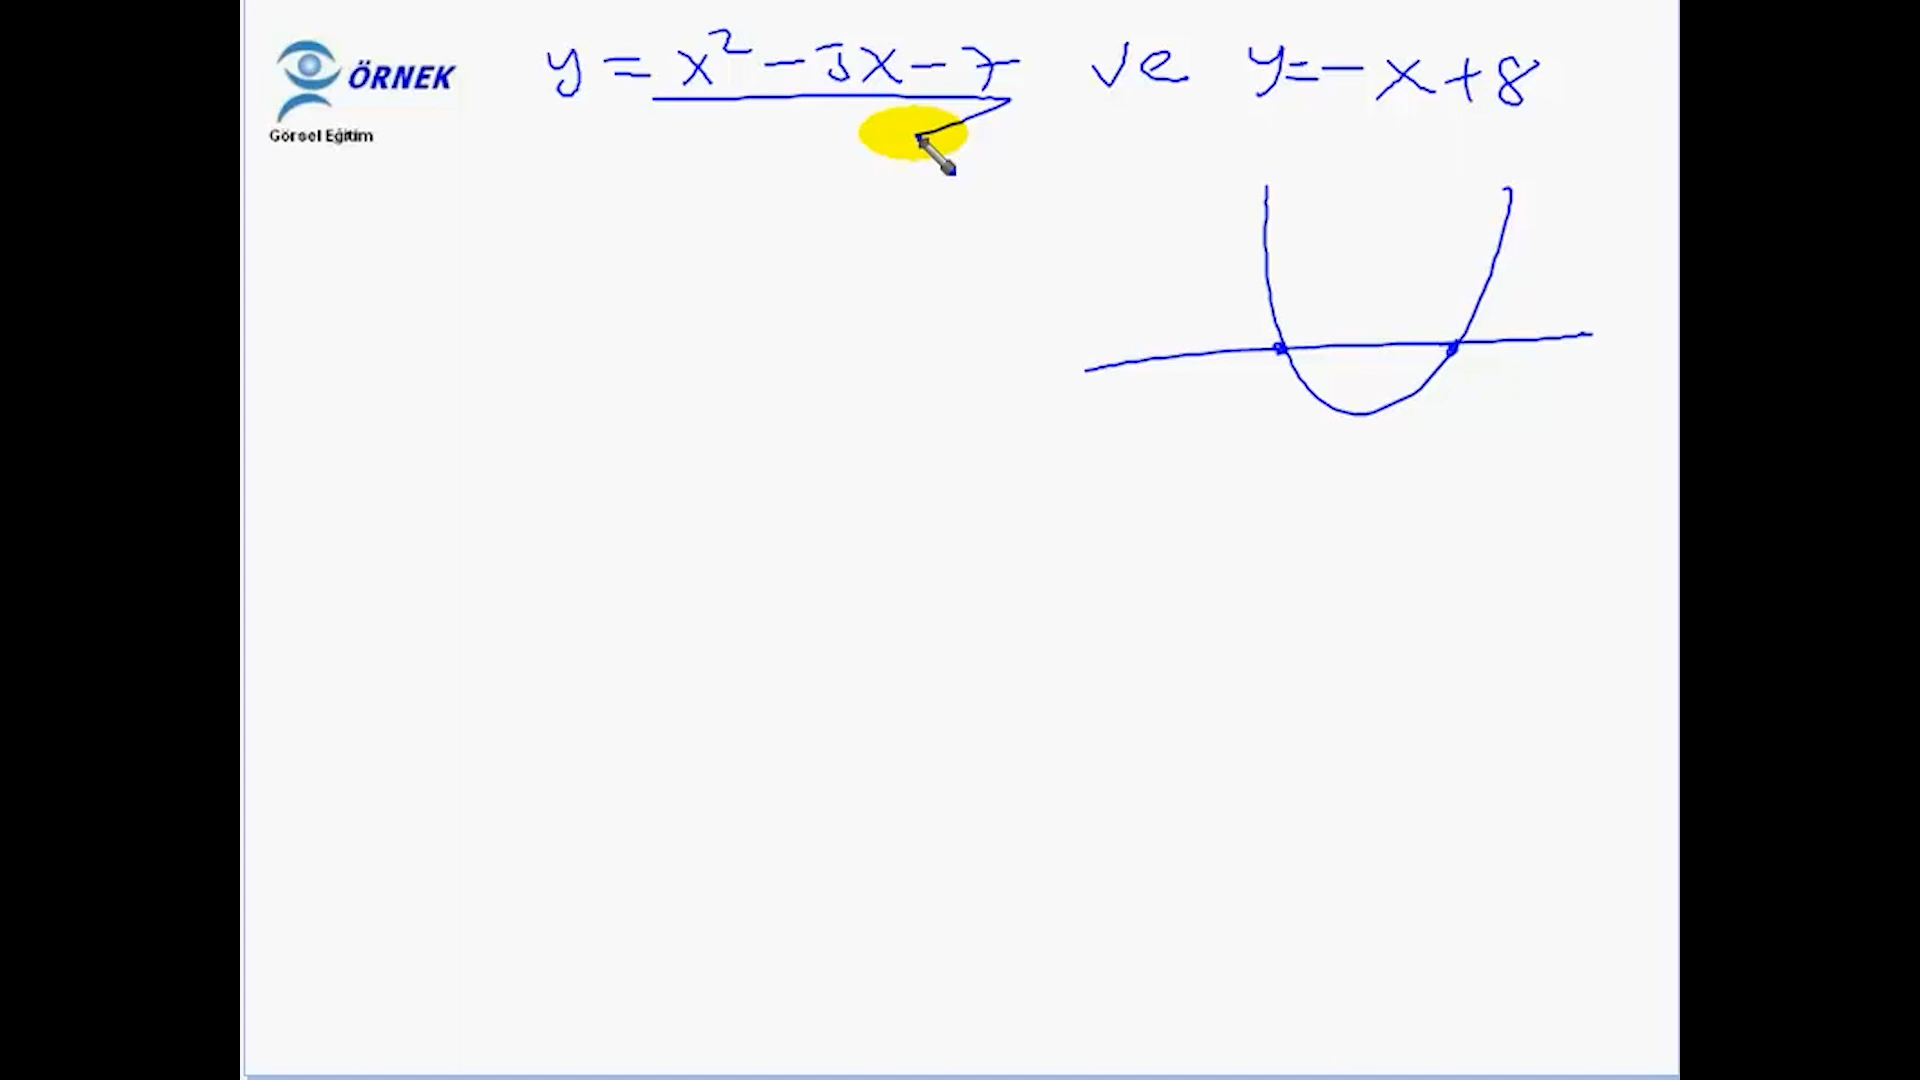 ÖRNEK
Görsel Eğitim
y = x² - 3x - 7 ve y = - x + 8